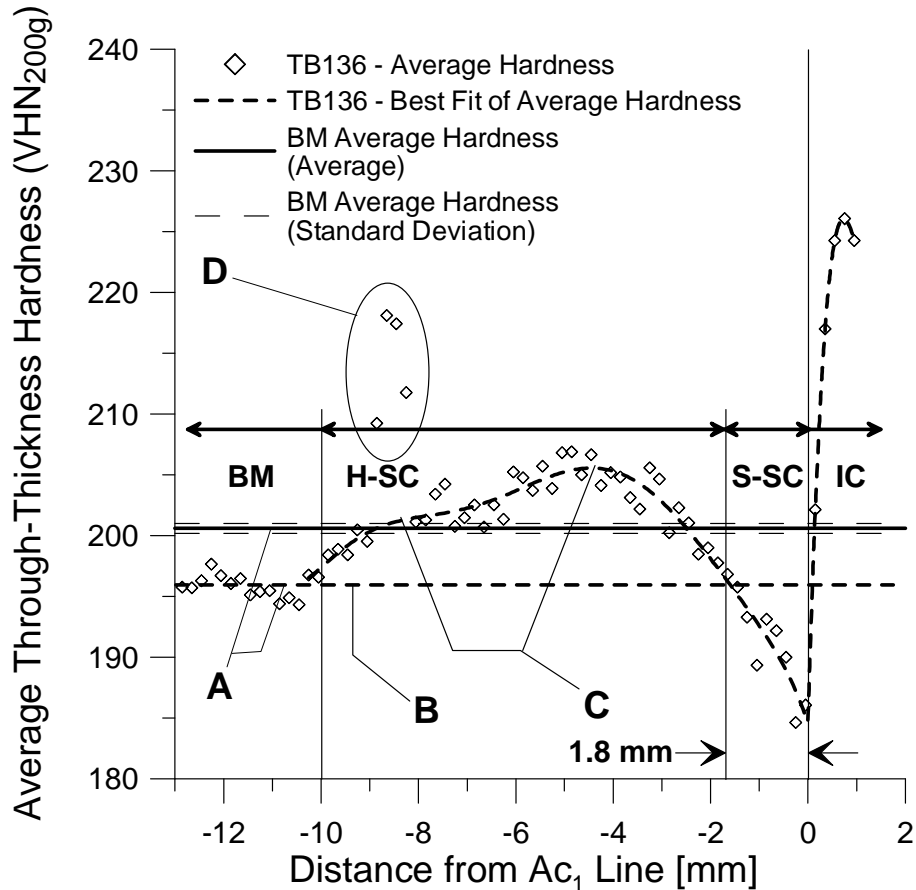 Average Through-Thickness Hardness (VHN200g)
240
230
220
210
200
190
180
TB136 - Average Hardness
TB136 - Best Fit of Average Hardness
BM Average Hardness
(Average)
BM Average Hardness
(Standard Deviation)
D
BM
H-SC
S-SC
IC
A
B
C
1.8 mm
-12
-10
-8
-6
-4
-2
0
2
Distance from Ac1 Line [mm]